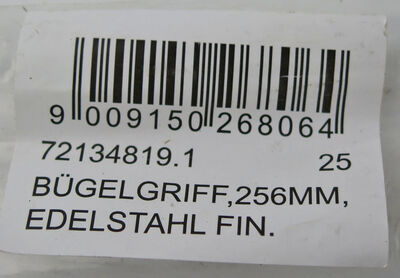 9 009150 268064
72134819.1 25
BÜGELGRIFF,256MM,
EDELSTAHL FIN.